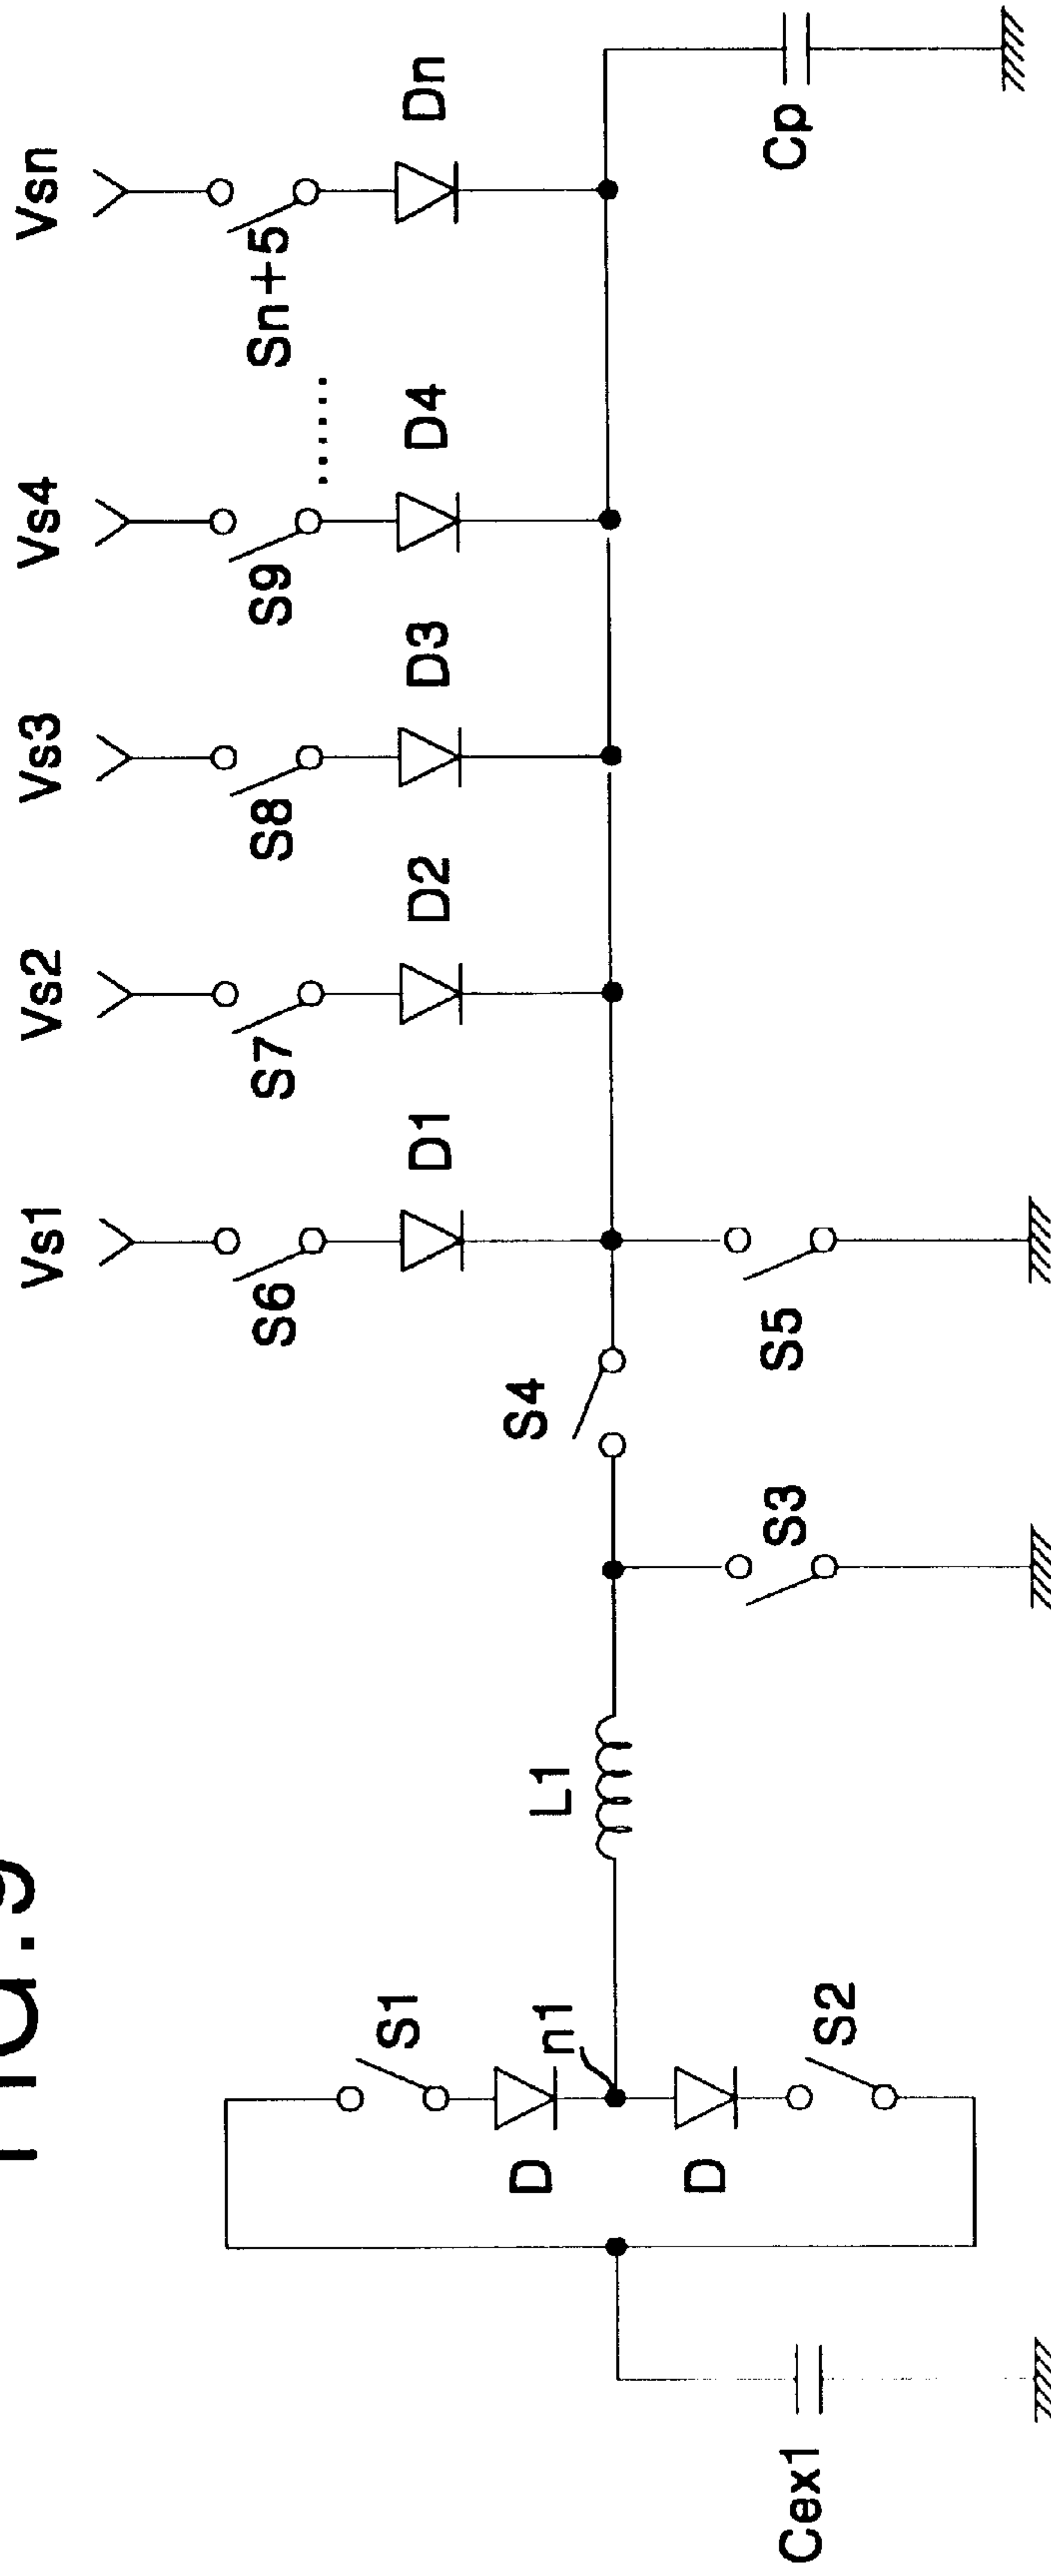 FIG.9
Vs1
Vs2
Vs3
Vs4
Vsn
S6
S7
S8
S9
......
Sn+5
D1
D2
D3
D4
Dn
S1
D
n1
D
S2
L1
S4
S3
S5
Cex1
Cp